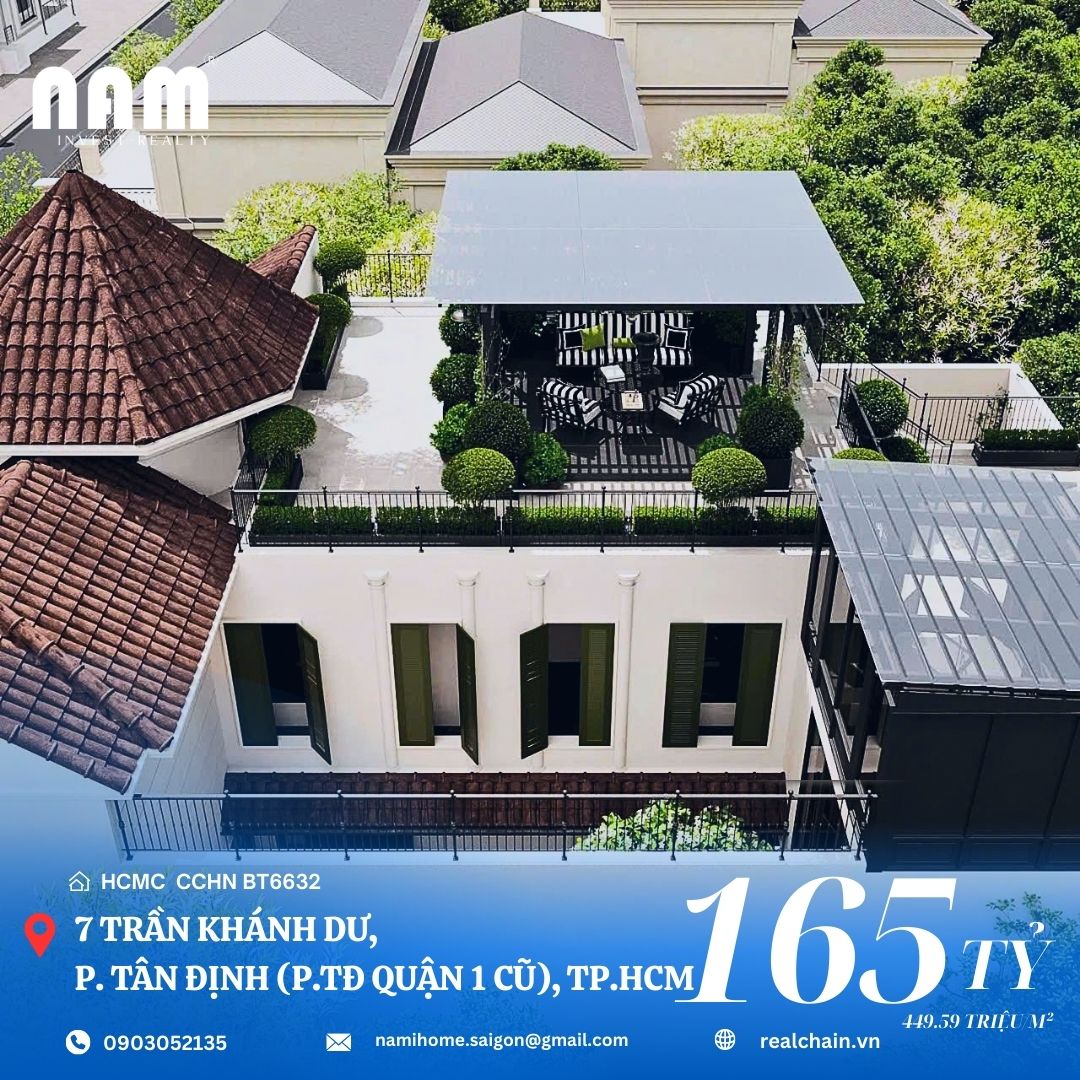 NAM
INVEST REALTY
HCMC CCHN BT6632
7 TRẦN KHÁNH DƯ,
P. TÂN ĐỊNH (P.TĐ QUẬN 1 CŨ), TP.HCM
165 TỶ
449.59 TRIỆU/M²
0903052135
namihome.saigon@gmail.com
realchain.vn